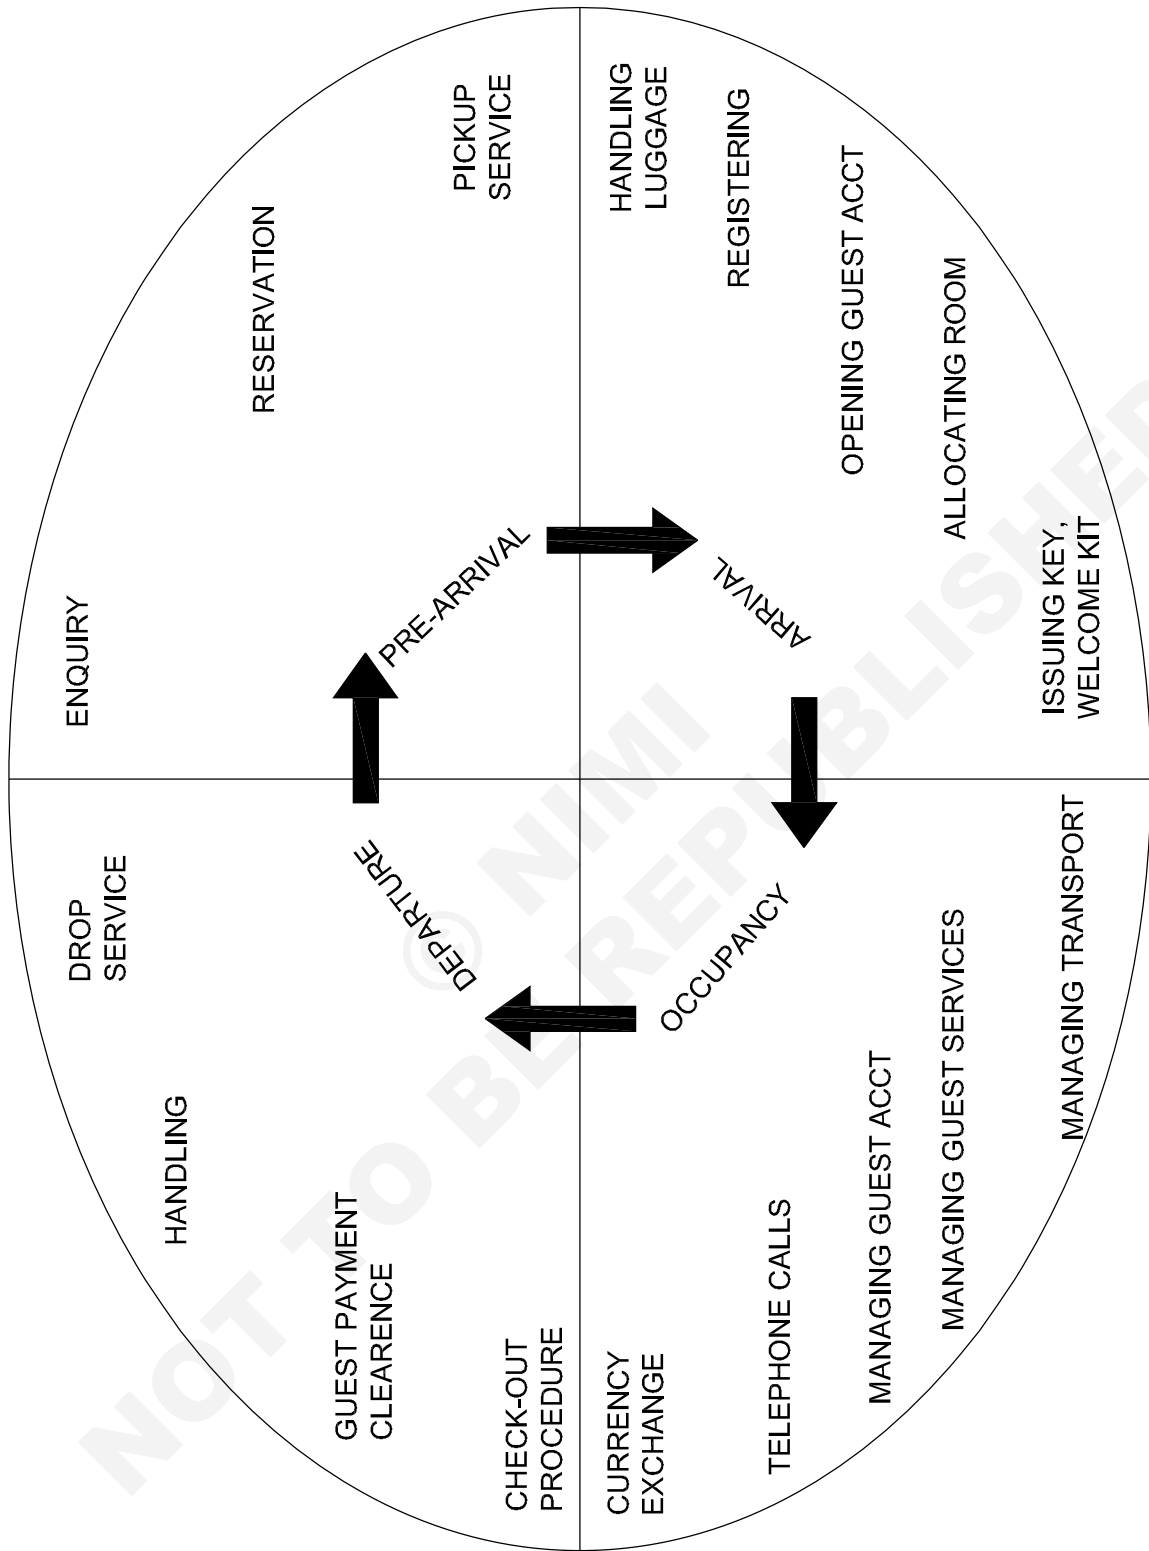 ENQUIRY
RESERVATION
PICKUP
SERVICE
PRE-ARRIVAL
HANDLING
LUGGAGE
REGISTERING
OPENING GUEST ACCT
ALLOCATING ROOM
ISSUING KEY,
WELCOME KIT
ARRIVAL
MANAGING TRANSPORT
MANAGING GUEST SERVICES
MANAGING GUEST ACCT
TELEPHONE CALLS
CURRENCY
EXCHANGE
OCCUPANCY
CHECK-OUT
PROCEDURE
GUEST PAYMENT
CLEARENCE
HANDLING
DROP
SERVICE
DEPARTURE
© NIMI
NOT TO BE REPUBLISHED